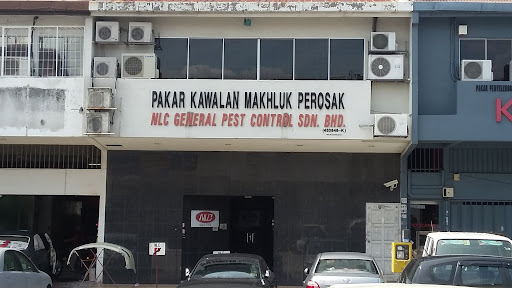 PAKAR KAWALAN MAKHLUK PEROSAK
NLC GENERAL PEST CONTROL SDN. BHD.
NLC